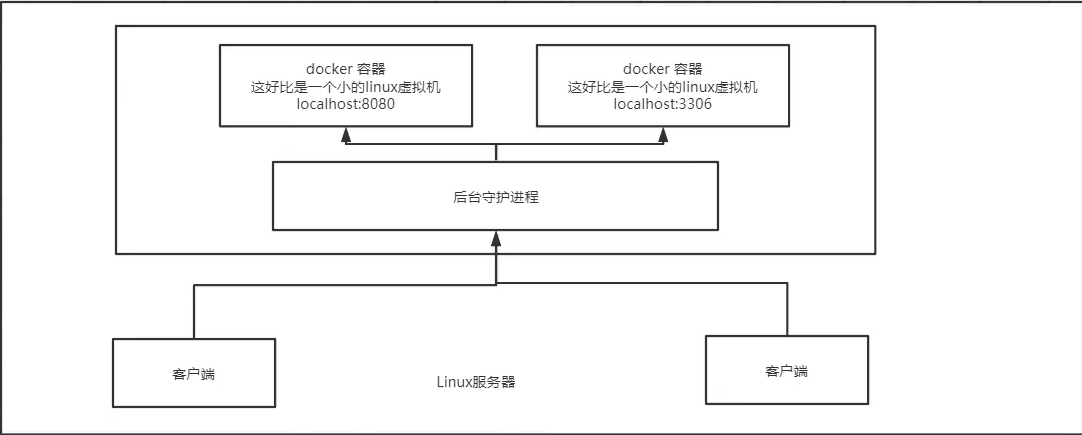 docker 容器
这好比是一个小的linux虚拟机
localhost:8080
docker 容器
这好比是一个小的linux虚拟机
localhost:3306
后台守护进程
客户端
Linux服务器
客户端